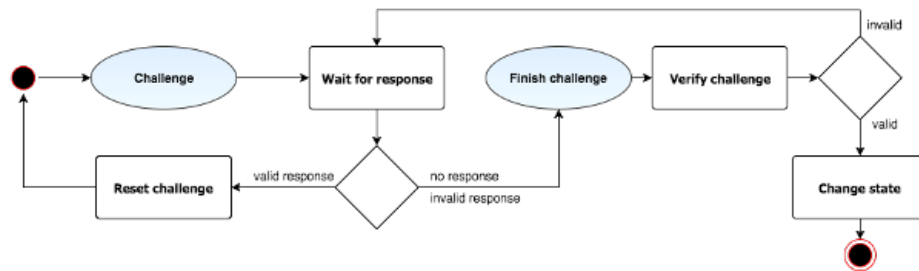 invalid
Challenge
Wait for response
Finish challenge
Verify challenge
valid
Reset challenge
valid response
no response
invalid response
Change state